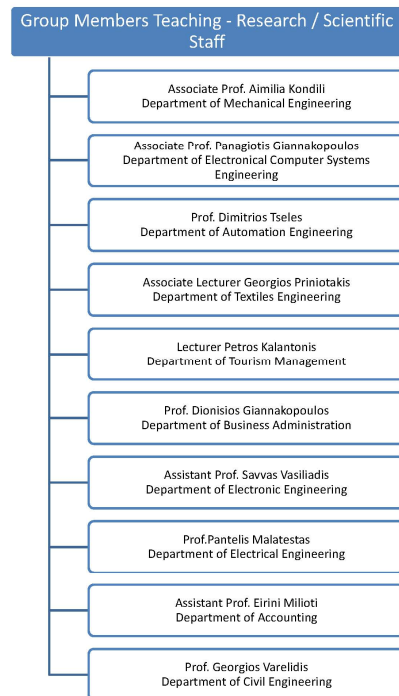 Group Members Teaching - Research / Scientific
Staff
Associate Prof. Aimilia Kondili
Department of Mechanical Engineering
Associate Prof. Panagiotis Giannakopoulos
Department of Electronical Computer Systems
Engineering
Prof. Dimitrios Tseles
Department of Automation Engineering
Associate Lecturer Georgios Priniotakis
Department of Textiles Engineering
Lecturer Petros Kalantonis
Department of Tourism Management
Prof. Dionisios Giannakopoulos
Department of Business Administration
Assistant Prof. Savvas Vasiliadis
Department of Electronic Engineering
Prof.Pantelis Malatestas
Department of Electrical Engineering
Assistant Prof. Eirini Milioti
Department of Accounting
Prof. Georgios Varelidis
Department of Civil Engineering